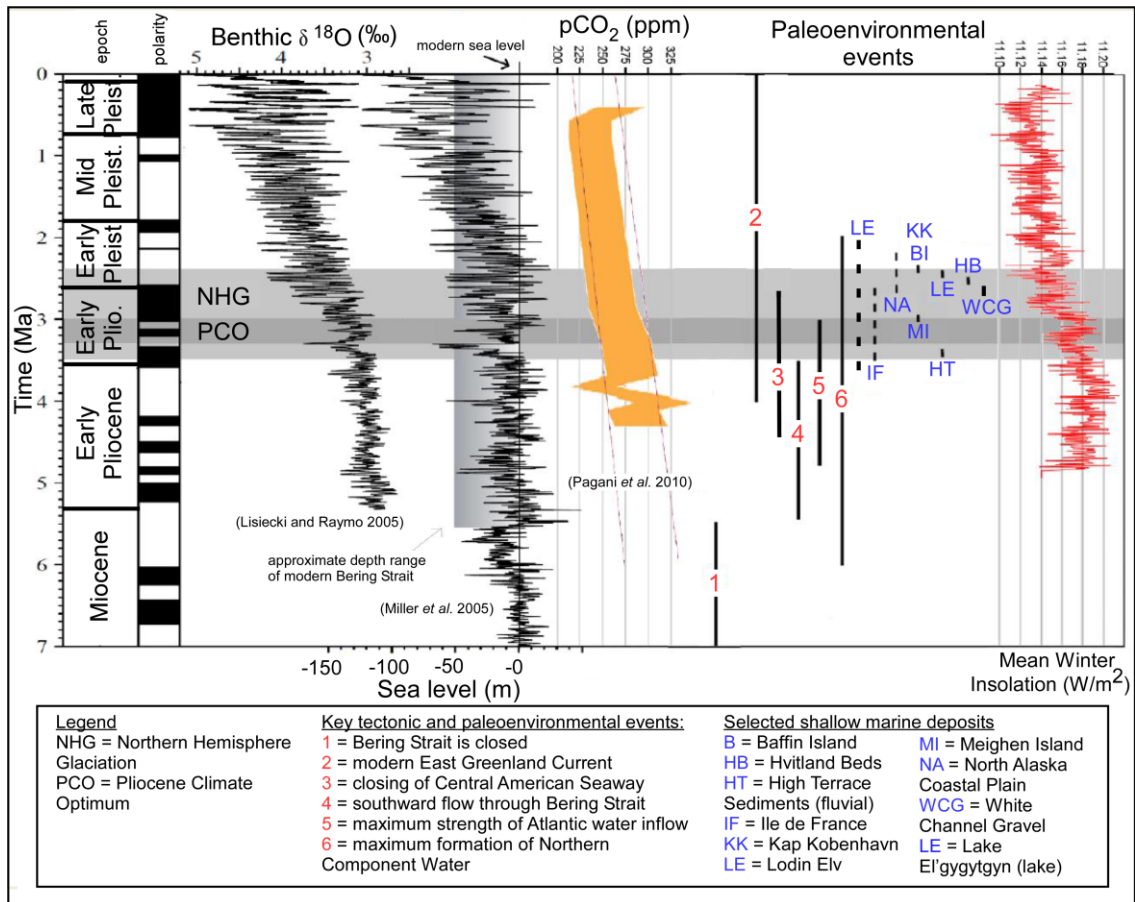 epoch
polarity
Benthic δ 18O (‰)
modern sea level
pCO2 (ppm)
Paleoenvironmental
events
5 4 3
200 225 250 275 300 325
11.10 11.12 11.14 11.16 11.18 11.20
Time (Ma)
0
1
2
3
4
5
6
7
Late
Pleist.
Mid
Pleist.
Early
Pleist
Early
Plio.
Early
Pliocene
Miocene
NHG
PCO
2
3
4
5
6
1
LE
KK
BI
HB
LE
NA
WCG
MI
IF
HT
(Lisiecki and Raymo 2005)
(Pagani et al. 2010)
approximate depth range
of modern Bering Strait
(Miller et al. 2005)
-150 -100 -50 -0
Sea level (m)
Mean Winter
Insolation (W/m2)
Legend
NHG = Northern Hemisphere
Glaciation
PCO = Pliocene Climate
Optimum
Key tectonic and paleoenvironmental events:
1 = Bering Strait is closed
2 = modern East Greenland Current
3 = closing of Central American Seaway
4 = southward flow through Bering Strait
5 = maximum strength of Atlantic water inflow
6 = maximum formation of Northern
Component Water
Selected shallow marine deposits
B = Baffin Island
HB = Hvitland Beds
HT = High Terrace
Sediments (fluvial)
IF = Ile de France
KK = Kap Kobenhavn
LE = Lodin Elv
MI = Meighen Island
NA = North Alaska
Coastal Plain
WCG = White
Channel Gravel
LE = Lake
El'gygytgyn (lake)